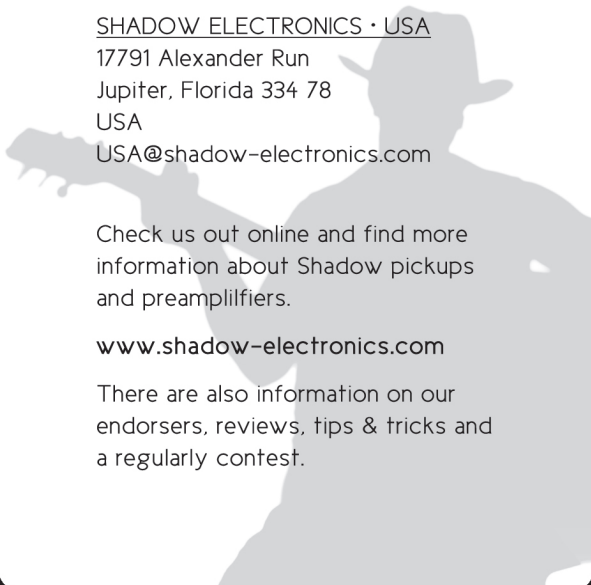 SHADOW ELECTRONICS • USA
17791 Alexander Run
Jupiter, Florida 334 78
USA
USA@shadow-electronics.com
Check us out online and find more
information about Shadow pickups
and preamplilfiers.
www.shadow-electronics.com
There are also information on our
endorsers, reviews, tips & tricks and
a regularly contest.